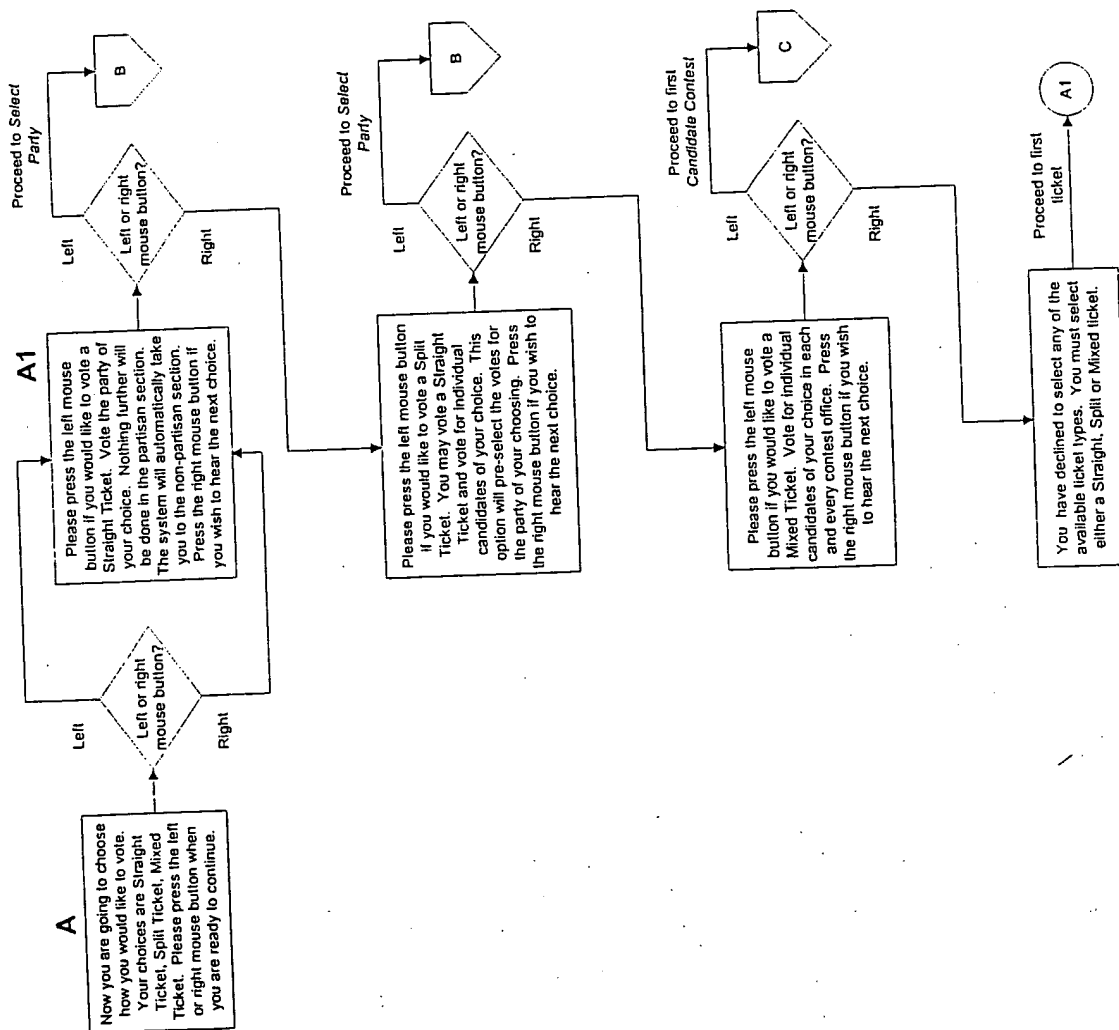 A
Now you are going to choose
how you would like to vote.
Your choices are Straight
Ticket, Split Ticket, Mixed
Ticket. Please press the left
or right mouse button when
you are ready to continue.
Left or right
mouse button?
Left
Right
A1
Please press the left mouse
button if you would like to vote a
Straight Ticket. Vote the party of
your choice. Nothing further will
be done in the partisan section.
The system will automatically take
you to the non-partisan section.
Press the right mouse button if
you wish to hear the next choice.
Left or right
mouse button?
Left
Right
Proceed to Select
Party
B
Please press the left mouse button
if you would like to vote a Split
Ticket. You may vote a Straight
Ticket and vote for individual
candidates of your choice. This
option will pre-select the votes for
the party of your choosing. Press
the right mouse button if you wish to
hear the next choice.
Left or right
mouse button?
Left
Right
Proceed to Select
Party
B
Please press the left mouse
button if you would like to vote a
Mixed Ticket. Vote for individual
candidates of your choice in each
and every contest office. Press
the right mouse button if you wish
to hear the next choice.
Left or right
mouse button?
Left
Right
Proceed to first
Candidate Contest
C
You have declined to select any of the
available ticket types. You must select
either a Straight, Split or Mixed ticket.
Proceed to first
ticket
A1